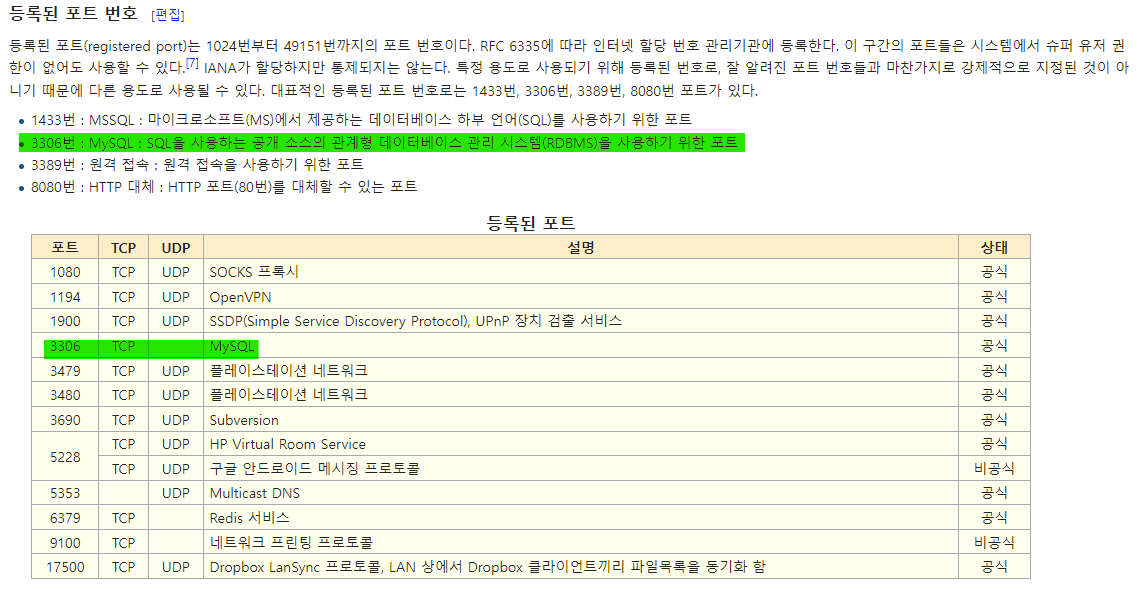 등록된 포트 번호 [편집]
등록된 포트(registered port)는 1024번부터 49151번까지의 포트 번호이다. RFC 6335에 따라 인터넷 할당 번호 관리기관에 등록한다. 이 구간의 포트들은 시스템에서 슈퍼 유저 권
한이 없어도 사용할 수 있다.[7] IANA가 할당하지만 통제되지는 않는다. 특정 용도로 사용되기 위해 등록된 번호로, 잘 알려진 포트 번호들과 마찬가지로 강제적으로 지정된 것이 아
니기 때문에 다른 용도로 사용될 수 있다. 대표적인 등록된 포트 번호로는 1433번, 3306번, 3389번, 8080번 포트가 있다.
• 1433번 : MSSQL : 마이크로소프트(MS)에서 제공하는 데이터베이스 하부 언어(SQL)를 사용하기 위한 포트
• 3306번 : MySQL : SQL을 사용하는 공개 소스의 관계형 데이터베이스 관리 시스템(RDBMS)을 사용하기 위한 포트
• 3389번 : 원격 접속 : 원격 접속을 사용하기 위한 포트
• 8080번 : HTTP 대체 : HTTP 포트(80번)를 대체할 수 있는 포트
등록된 포트
포트 TCP UDP 설명 상태
1080 TCP UDP SOCKS 프록시 공식
1194 TCP UDP OpenVPN 공식
1900 TCP UDP SSDP(Simple Service Discovery Protocol), UPnP 장치 검출 서비스 공식
3306 TCP MySQL 공식
3479 TCP UDP 플레이스테이션 네트워크 공식
3480 TCP UDP 플레이스테이션 네트워크 공식
3690 TCP UDP Subversion 공식
5228 TCP UDP HP Virtual Room Service 공식
TCP UDP 구글 안드로이드 메시징 프로토콜 비공식
5353 UDP Multicast DNS 공식
6379 TCP Redis 서비스 공식
9100 TCP 네트워크 프린팅 프로토콜 비공식
17500 TCP UDP Dropbox LanSync 프로토콜, LAN 상에서 Dropbox 클라이언트끼리 파일목록을 동기화 함 공식